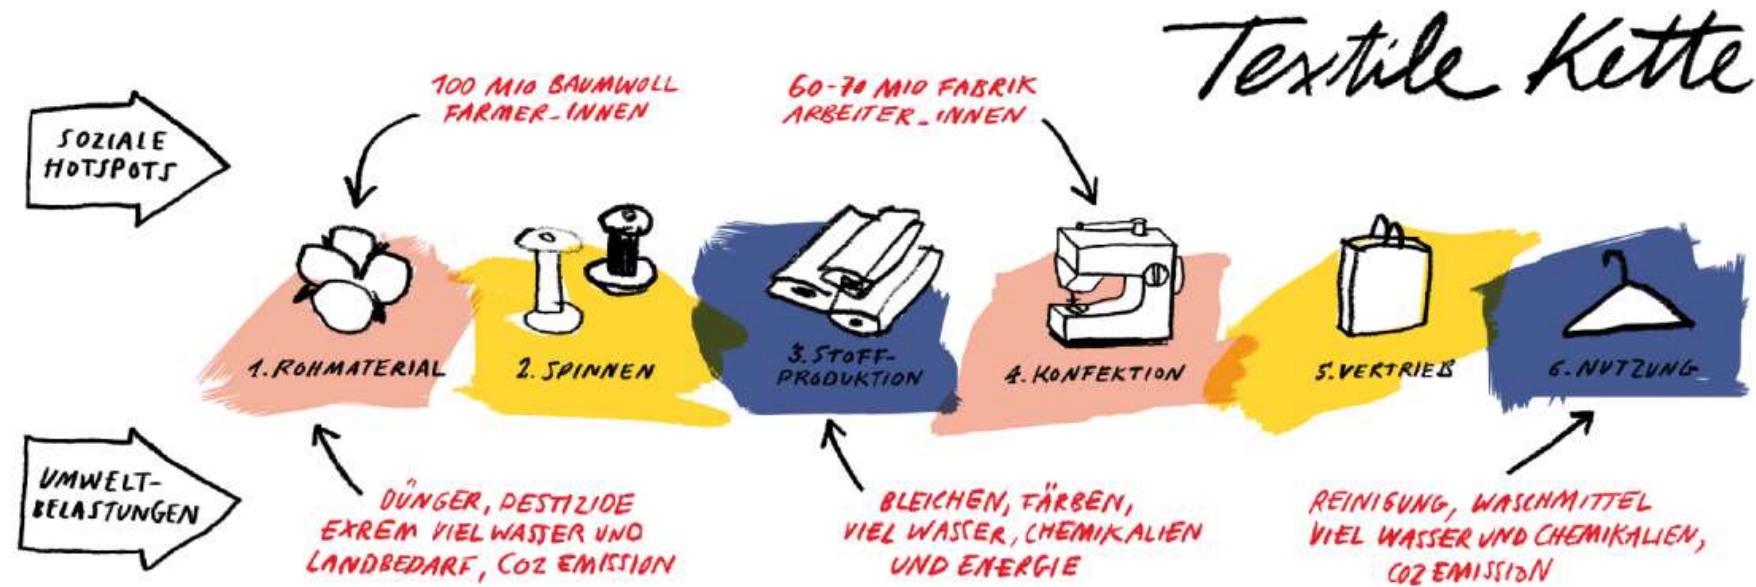 Textile Kette
100 MIO BAUMWOLL
FARMER_INNEN
60-70 MIO FABRIK
ARBEITER_INNEN
SOZIALE
HOTSPOTS
1. ROHMATERIAL
2. SPINNEN
3. STOFF-
PRODUKTION
4. KONFEKTION
5. VERTRIEB
6. NUTZUNG
UMWELT-
BELASTUNGEN
DÜNGER, PESTIZIDE
EXREM VIEL WASSER UND
LANDBEDARF, CO2 EMISSION
BLEICHEN, FÄRBEN,
VIEL WASSER, CHEMIKALIEN
UND ENERGIE
REINIGUNG, WASCHMITTEL
VIEL WASSER UND CHEMIKALIEN,
CO2 EMISSION